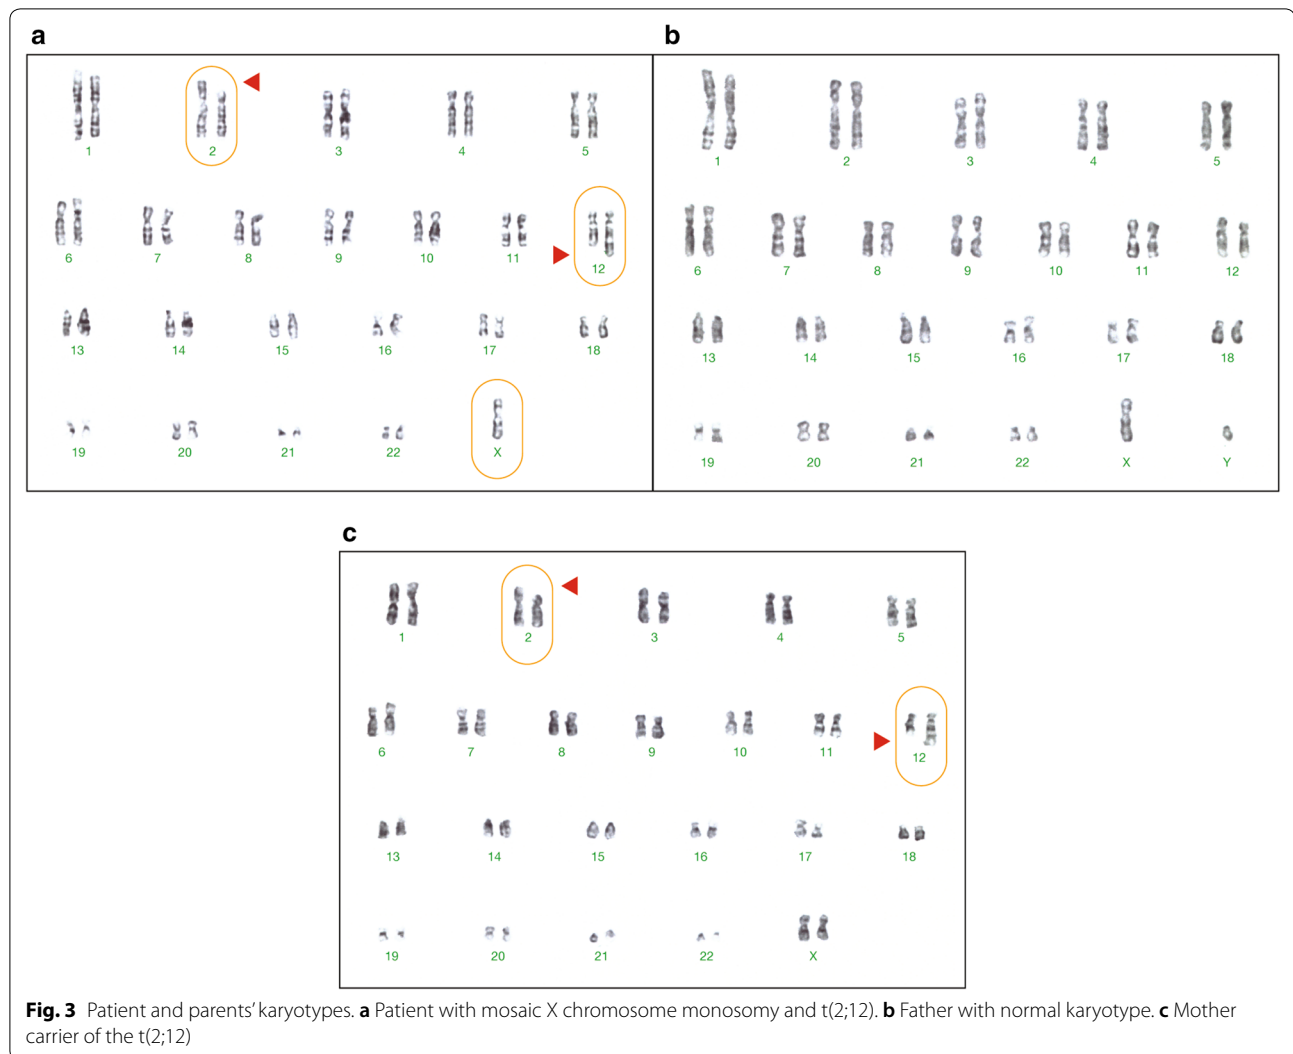 a
b
1 2 3 4 5
1 2 3 4 5
6 7 8 9 10 11 12
6 7 8 9 10 11 12
13 14 15 16 17 18
13 14 15 16 17 18
19 20 21 22 X
19 20 21 22 X Y
c
1 2 3 4 5
6 7 8 9 10 11 12
13 14 15 16 17 18
19 20 21 22 X
Fig. 3 Patient and parents’ karyotypes. a Patient with mosaic X chromosome monosomy and t(2;12). b Father with normal karyotype. c Mother
carrier of the t(2;12)